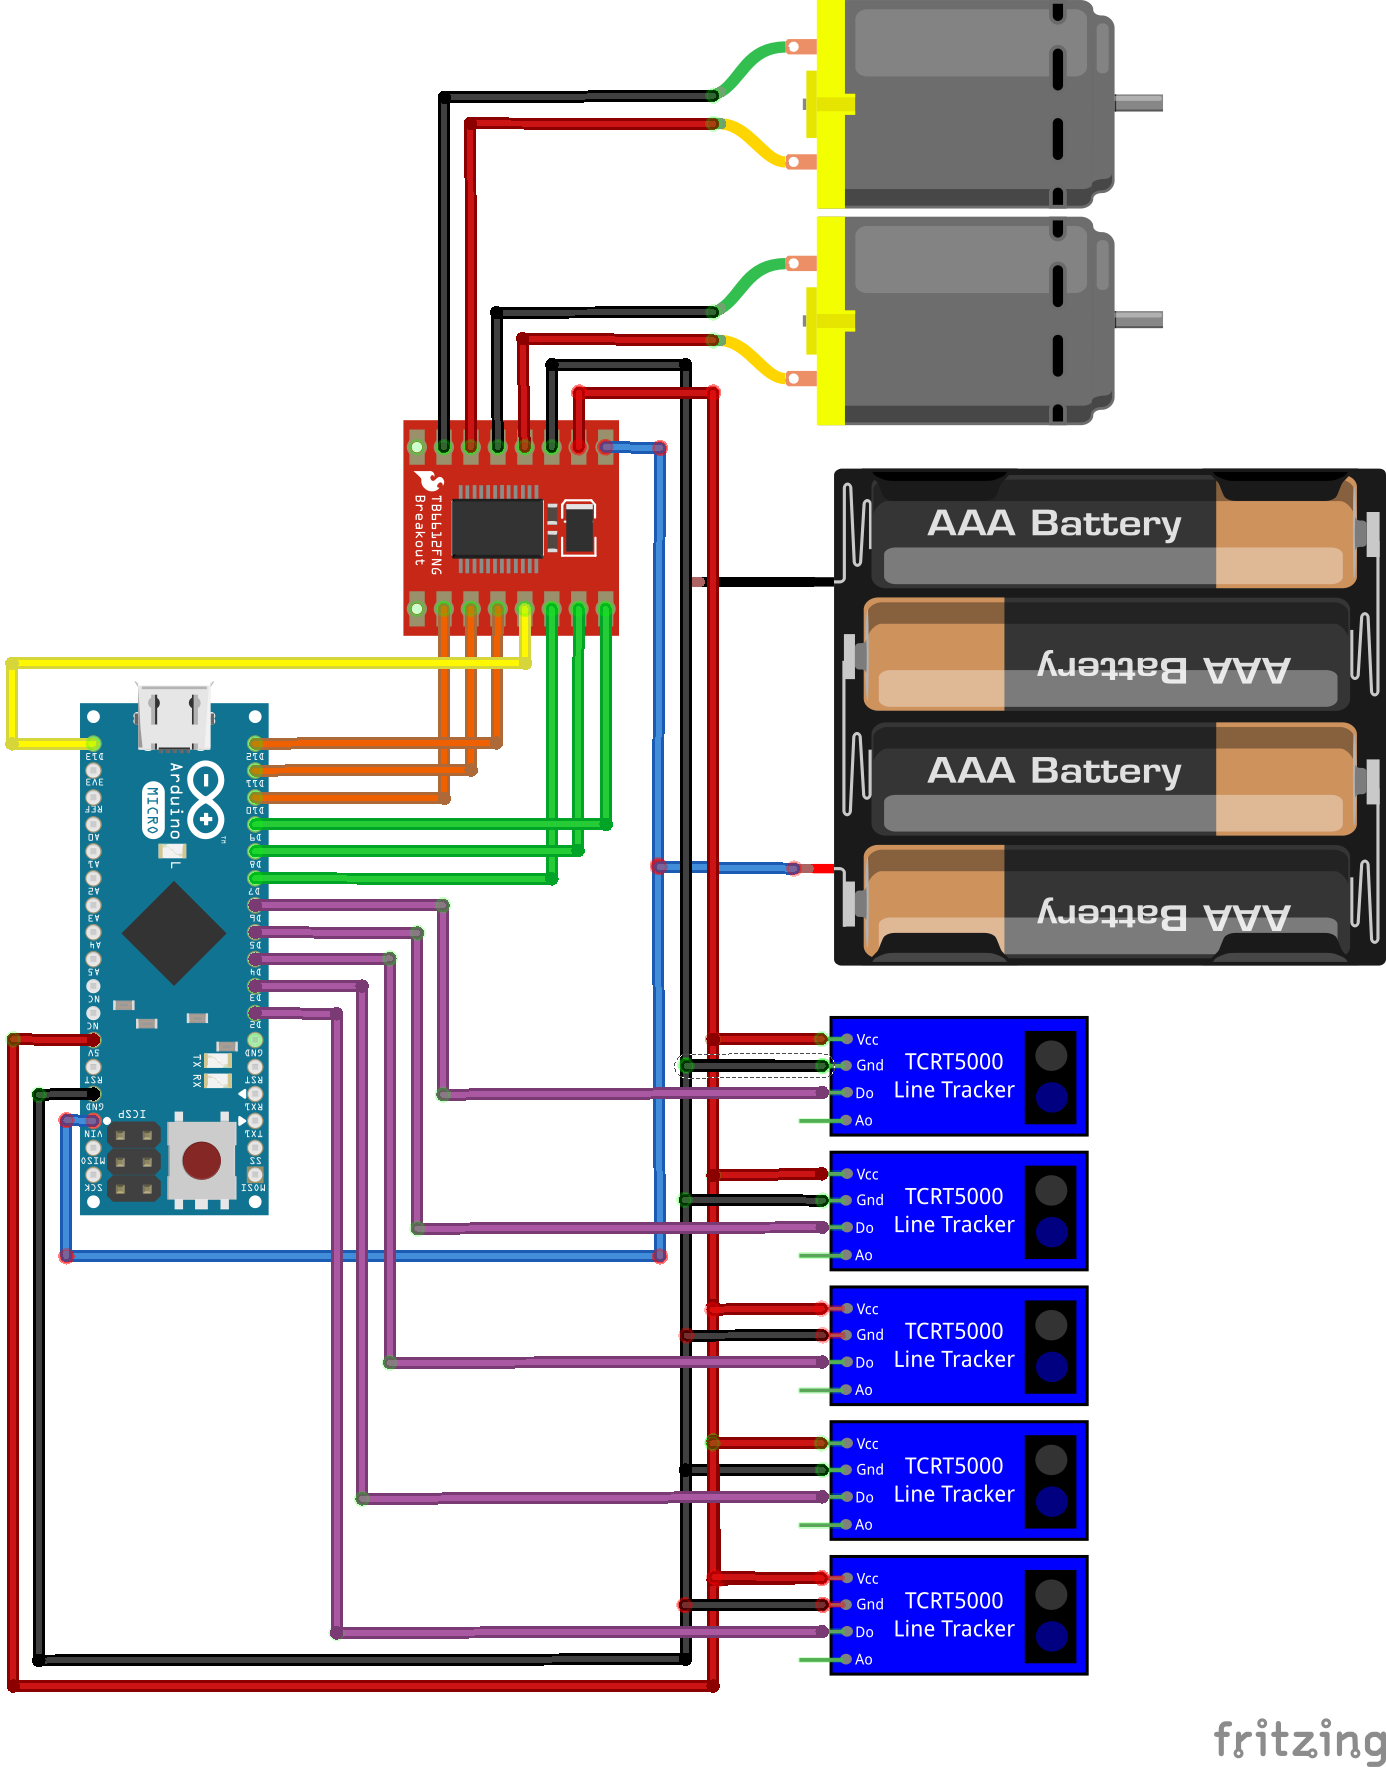 TB6612FNG
Breakout
AAA Battery
AAA Battery
AAA Battery
AAA Battery
Arduino
TM
MICRO
L
D13
3V3
REF
A0
A1
A2
A3
A4
A5
NC
NC
5V
RST
GND
VIN
MISO
SCK
D12
D11
D10
D9
D8
D7
D6
D5
D4
D3
D2
GND
RST
RX1
TX1
SS
MOSI
TX
RX
ICSP
Vcc
Gnd
Do
Ao
TCRT5000
Line Tracker
Vcc
Gnd
Do
Ao
TCRT5000
Line Tracker
Vcc
Gnd
Do
Ao
TCRT5000
Line Tracker
Vcc
Gnd
Do
Ao
TCRT5000
Line Tracker
Vcc
Gnd
Do
Ao
TCRT5000
Line Tracker
fritzing